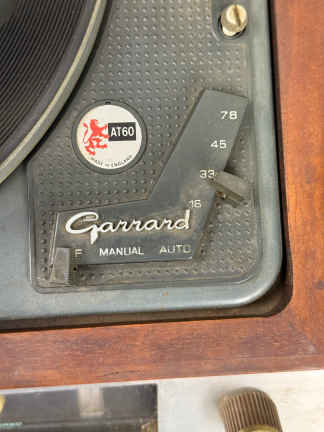 78
45
33
16
AT60
MADE IN ENGLAND
Garrard
F MANUAL AUTO